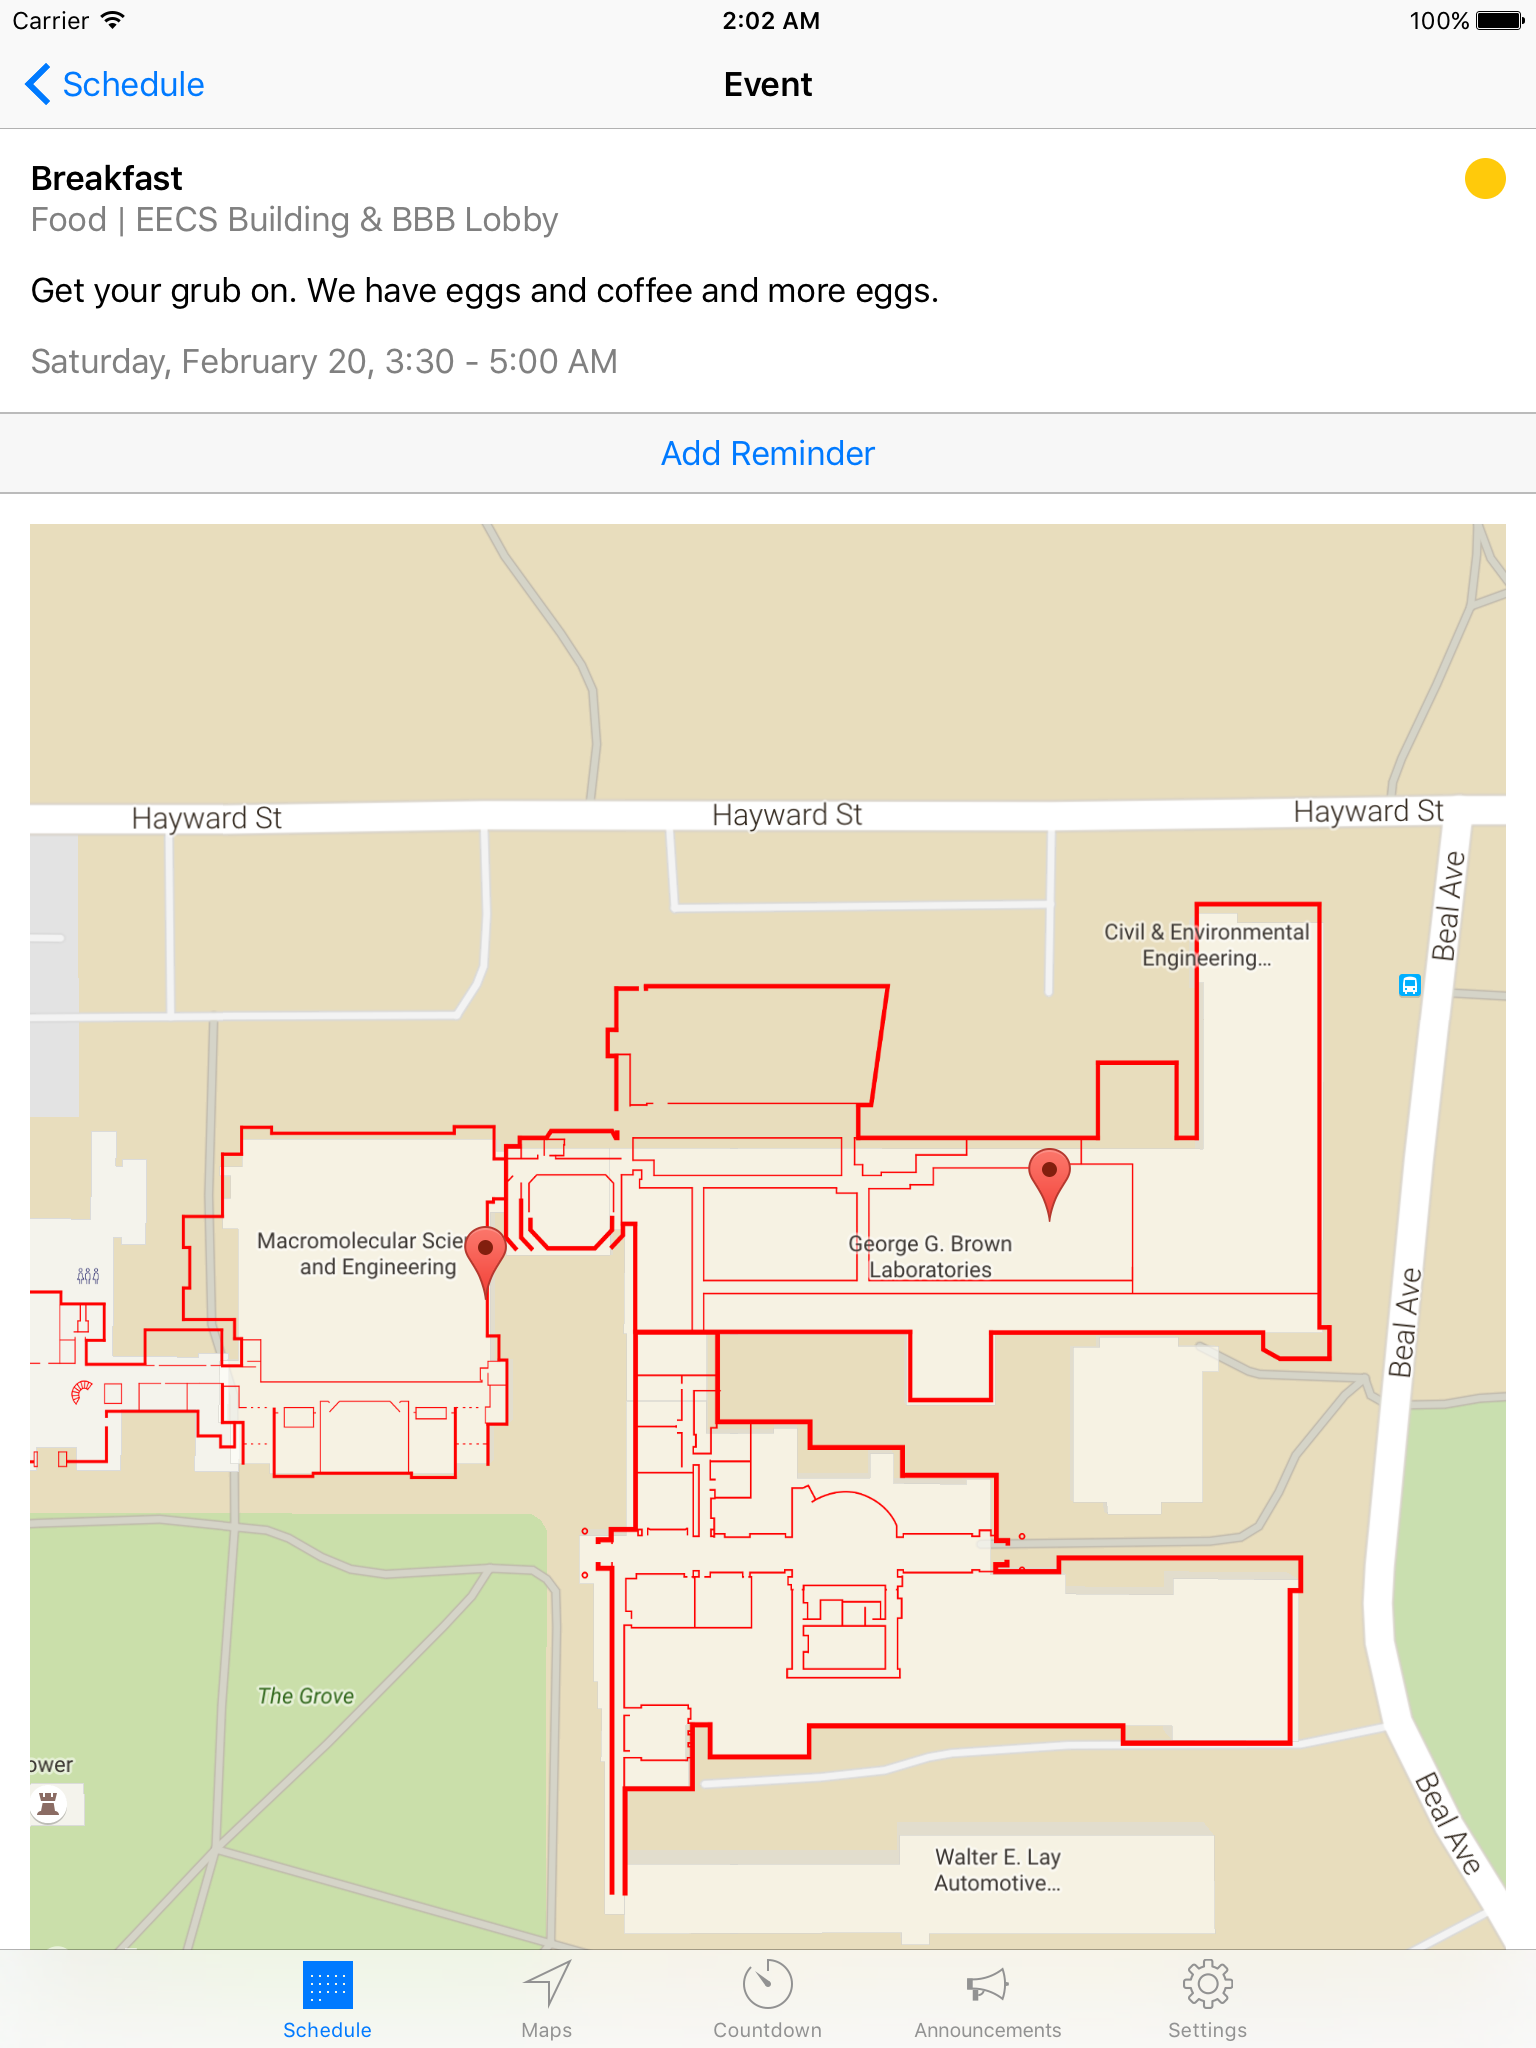 Carrier 2:02 AM 100%
Schedule Event
Breakfast
Food | EECS Building & BBB Lobby
Get your grub on. We have eggs and coffee and more eggs.
Saturday, February 20, 3:30 - 5:00 AM
Add Reminder
Hayward St Hayward St Hayward St
Beal Ave
Civil & Environmental
Engineering...
Macromolecular Scie
and Engineering
George G. Brown
Laboratories
Beal Ave
The Grove
ower
Beal Ave
Walter E. Lay
Automotive...
Schedule Maps Countdown Announcements Settings